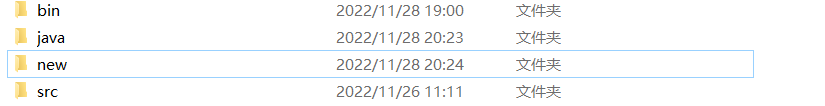 bin 2022/11/28 19:00 文件夹
java 2022/11/28 20:23 文件夹
new 2022/11/28 20:24 文件夹
src 2022/11/26 11:11 文件夹